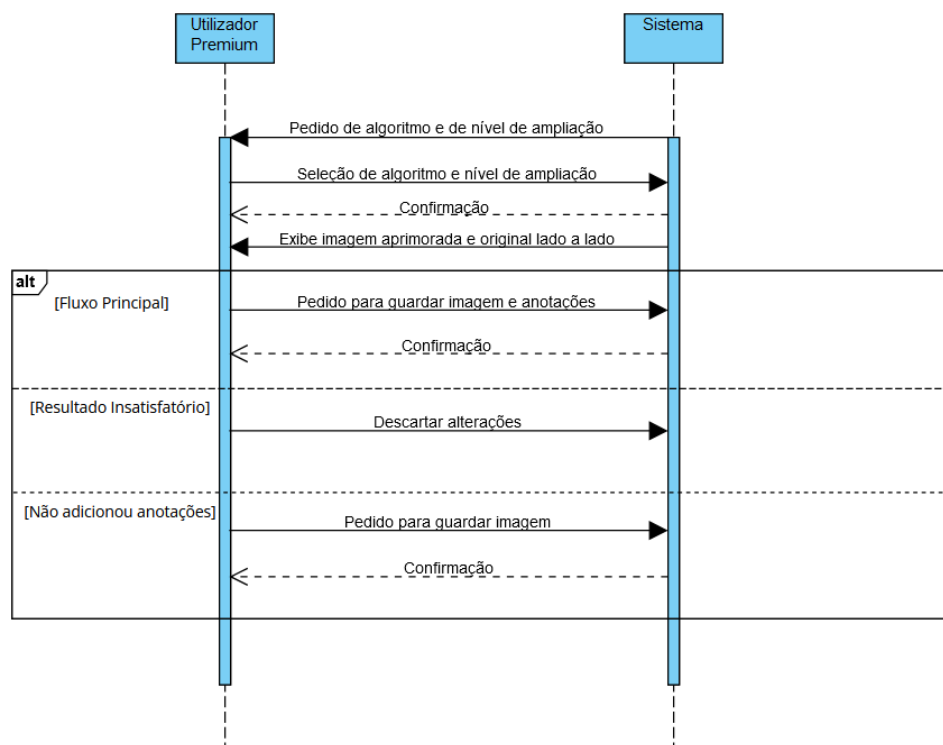 Utilizador
Premium
Sistema
Pedido de algoritmo e de nível de ampliação
Seleção de algoritmo e nível de ampliação
Confirmação
Exibe imagem aprimorada e original lado a lado
alt
[Fluxo Principal]
Pedido para guardar imagem e anotações
Confirmação
[Resultado Insatisfatório]
Descartar alterações
[Não adicionou anotações]
Pedido para guardar imagem
Confirmação